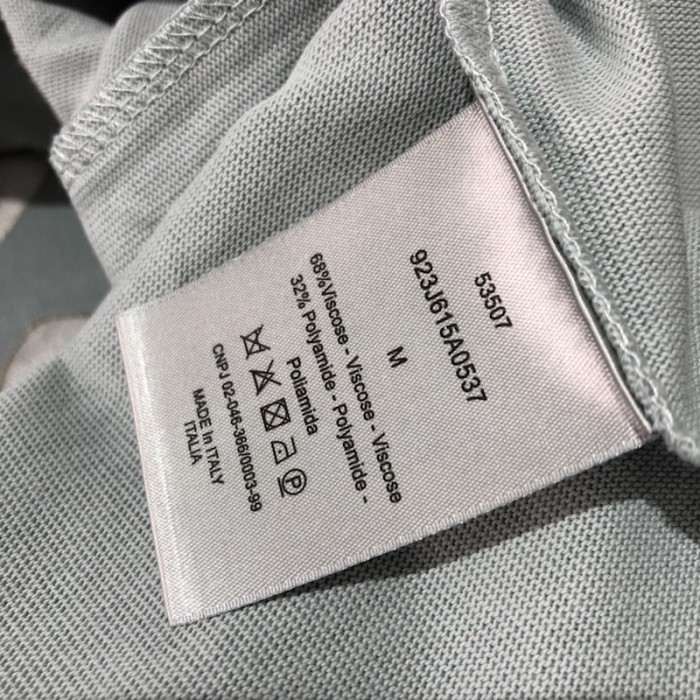 53507
923J615A0537
M
68%Viscose - Viscose - Viscose
32% Polyamide - Polyamide -
Poliamida
P
CNPJ 02-046-366/0003-99
MADE In ITALY
ITALIA